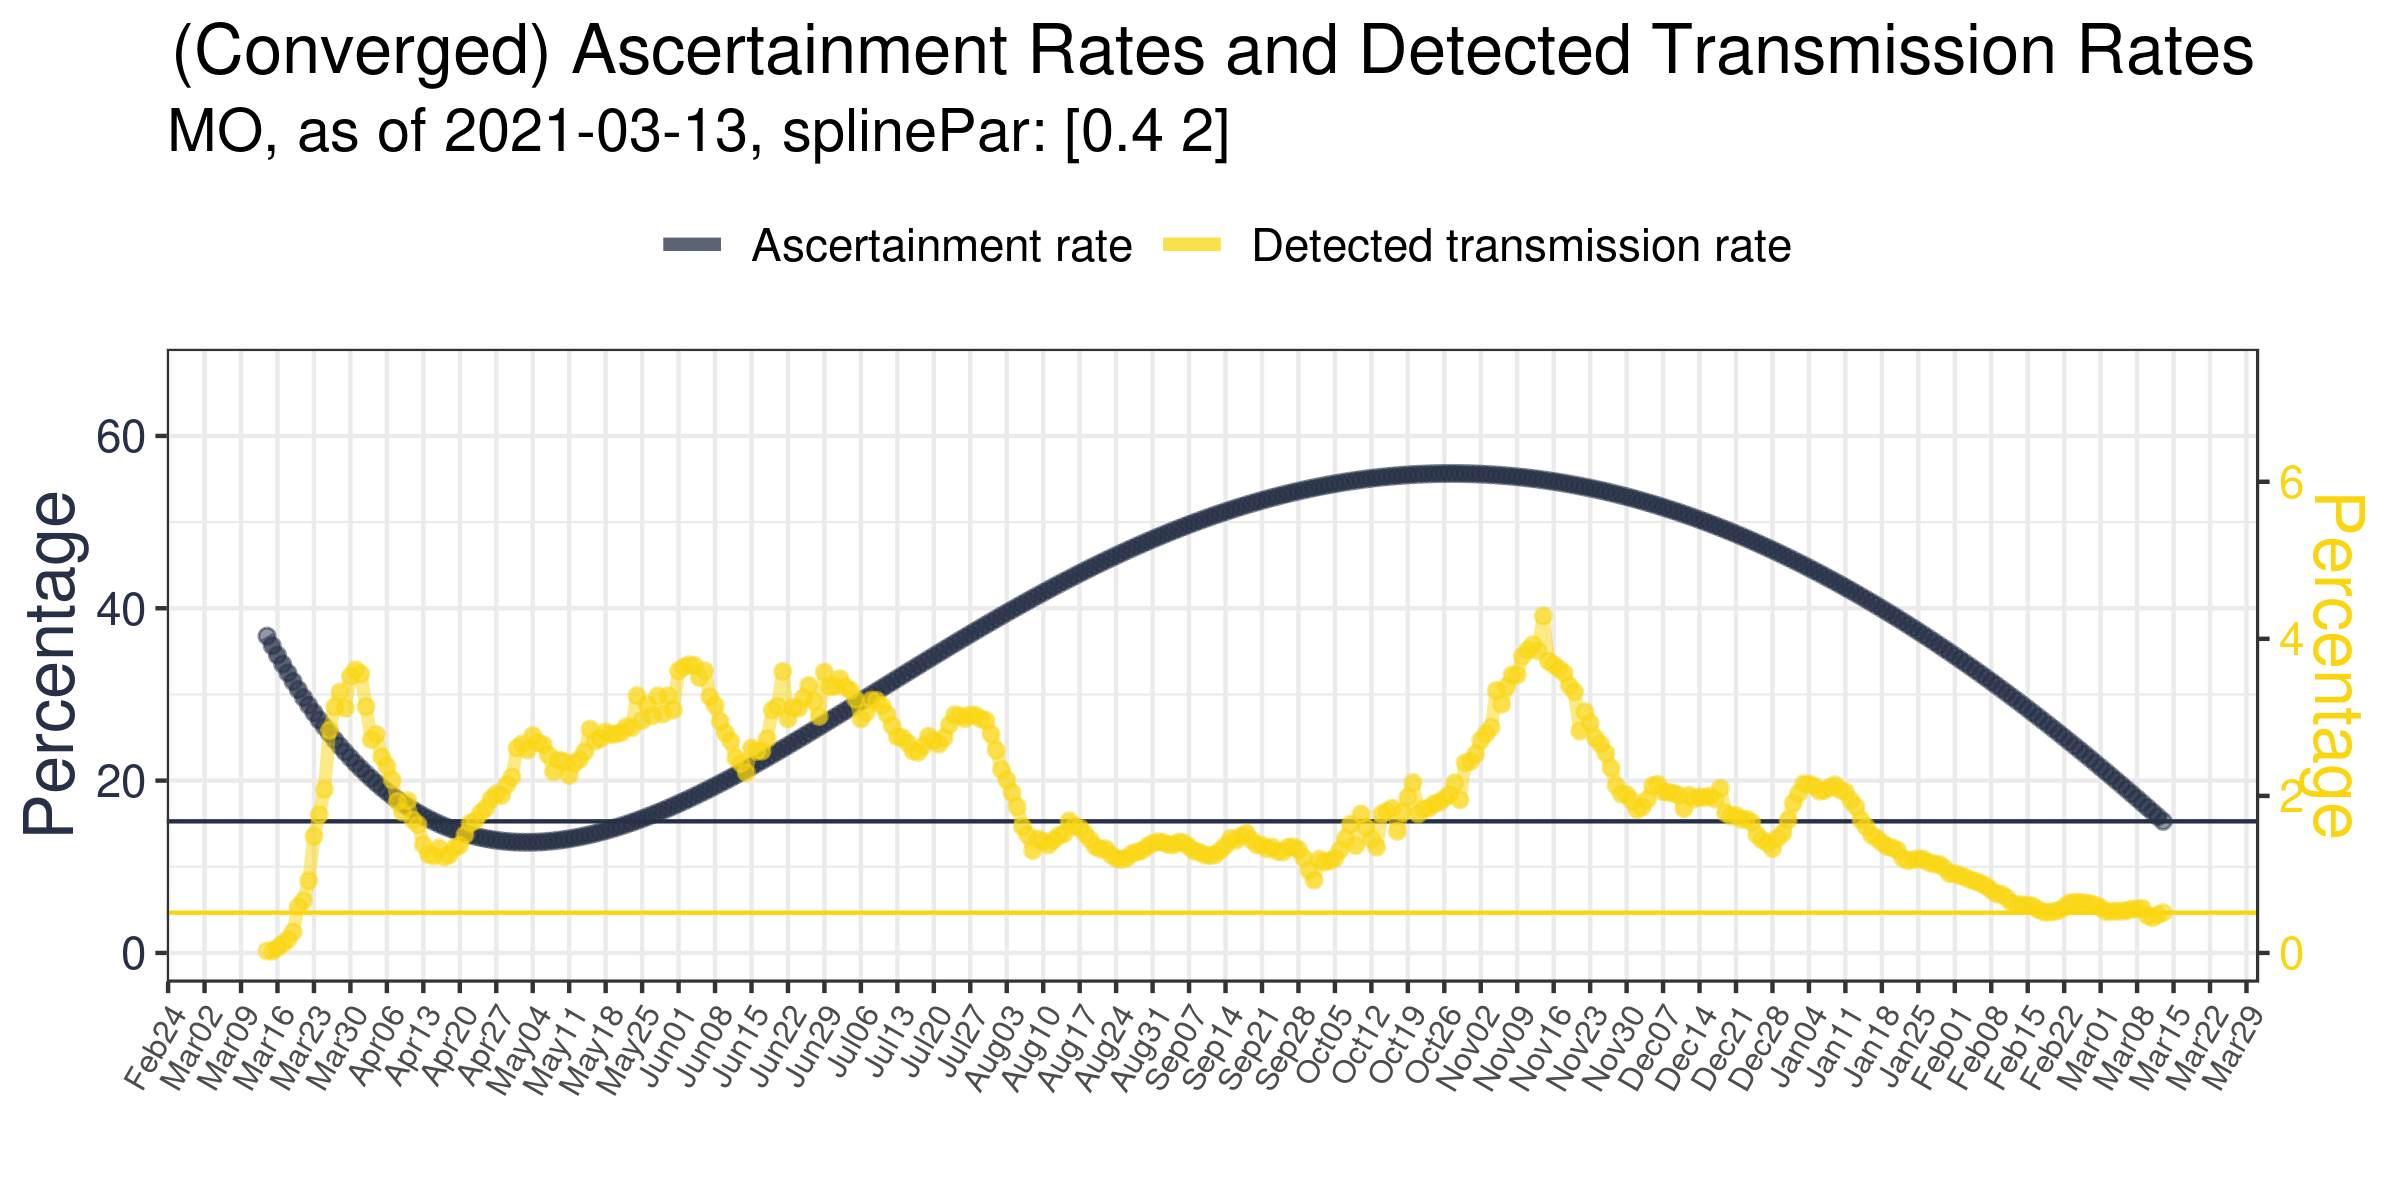 (Converged) Ascertainment Rates and Detected Transmission Rates
MO, as of 2021-03-13, splinePar: [0.4 2]
Ascertainment rate Detected transmission rate
Percentage
60
40
20
0
6
4
2
0
Percentage
Feb24 Mar02 Mar09 Mar16 Mar23 Mar30 Apr06 Apr13 Apr20 Apr27 May04 May11 May18 May25 Jun01 Jun08 Jun15 Jun22 Jun29 Jul06 Jul13 Jul20 Jul27 Aug03 Aug10 Aug17 Aug24 Aug31 Sep07 Sep14 Sep21 Sep28 Oct05 Oct12 Oct19 Oct26 Nov02 Nov09 Nov16 Nov23 Nov30 Dec07 Dec14 Dec21 Dec28 Jan04 Jan11 Jan18 Jan25 Feb01 Feb08 Feb15 Feb22 Mar01 Mar08 Mar15 Mar22 Mar29